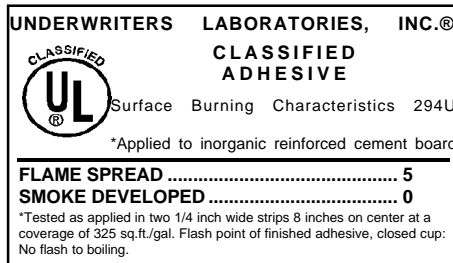 UNDERWRITERS LABORATORIES, INC.®
CLASSIFIED
CLASSIFIED
ADHESIVE
UL
®
Surface Burning Characteristics 294U
*Applied to inorganic reinforced cement board
FLAME SPREAD ............................................... 5
SMOKE DEVELOPED ....................................... 0
*Tested as applied in two 1/4 inch wide strips 8 inches on center at a
coverage of 325 sq.ft./gal. Flash point of finished adhesive, closed cup:
No flash to boiling.